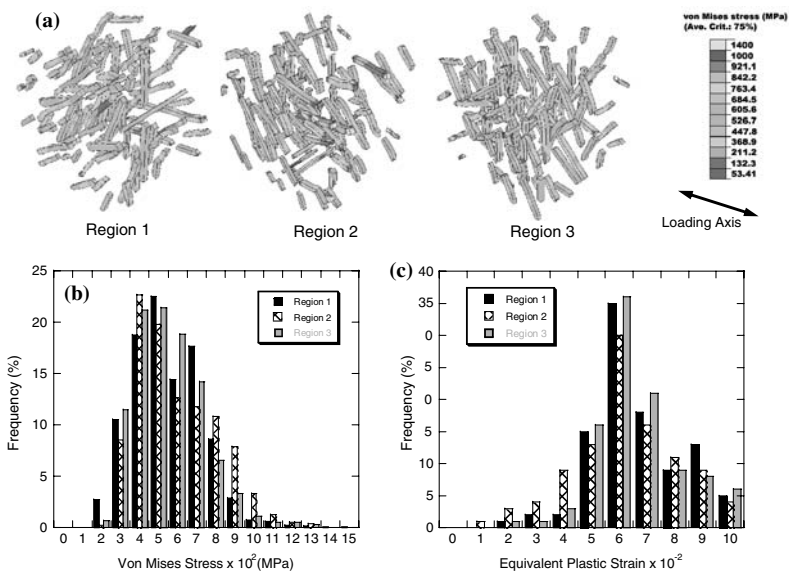 (a)
von Mises stress (MPa)
(Ave. Crit.: 75%)
1400
1000
921.1
842.2
763.4
684.5
605.6
526.7
447.8
368.9
211.2
132.3
53.41
Region 1
Region 2
Region 3
Loading Axis
(b)
25
20
15
10
5
0
Frequency (%)
Region 1
Region 2
Region 3
0 1 2 3 4 5 6 7 8 9 10 11 12 13 14 15
Von Mises Stress x 10² (MPa)
(c)
40
35
0
5
0
5
10
5
0
Frequency (%)
Region 1
Region 2
Region 3
0 1 2 3 4 5 6 7 8 9 10
Equivalent Plastic Strain x 10⁻²